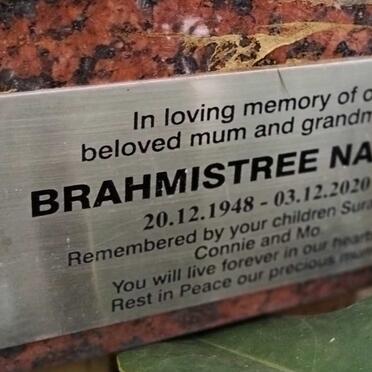 In loving memory of
beloved mum and
BRAHMISTREE
20.12.1948 - 03.12.2020
Remembered by your children
Connie and Mo.
You will live forever in our hearts
Rest in Peace our precious